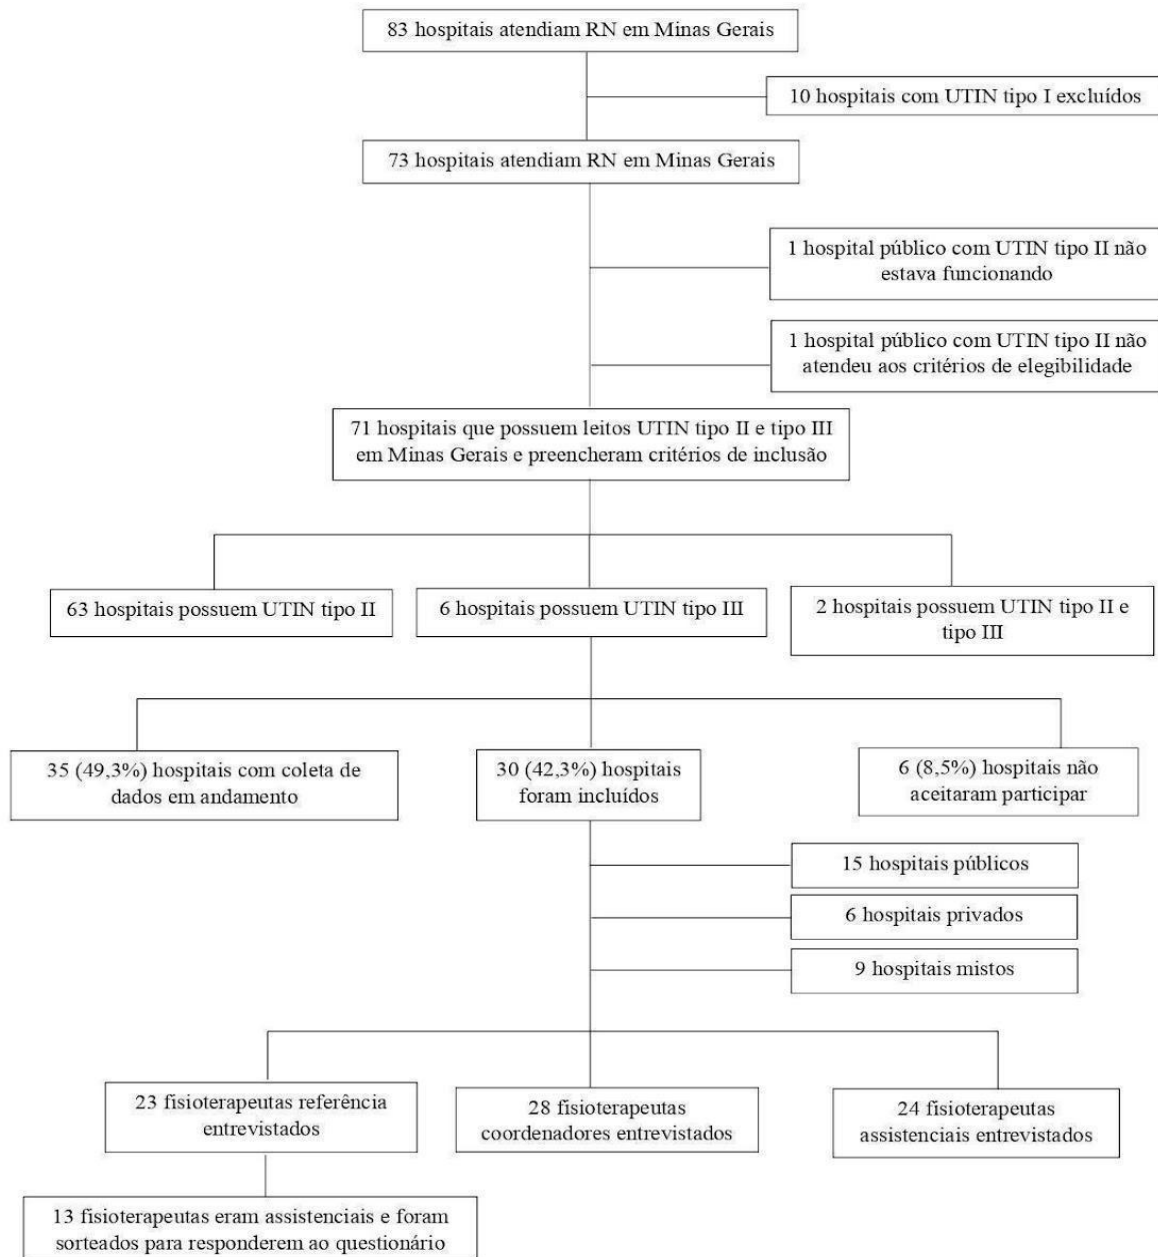 83 hospitais atendiam RN em Minas Gerais
10 hospitais com UTIN tipo I excluídos
73 hospitais atendiam RN em Minas Gerais
1 hospital público com UTIN tipo II não
estava funcionando
1 hospital público com UTIN tipo II não
atendeu aos critérios de elegibilidade
71 hospitais que possuem leitos UTIN tipo II e tipo III
em Minas Gerais e preencheram critérios de inclusão
63 hospitais possuem UTIN tipo II
6 hospitais possuem UTIN tipo III
2 hospitais possuem UTIN tipo II e
tipo III
35 (49,3%) hospitais com coleta de
dados em andamento
30 (42,3%) hospitais
foram incluídos
6 (8,5%) hospitais não
aceitaram participar
15 hospitais públicos
6 hospitais privados
9 hospitais mistos
23 fisioterapeutas referência
entrevistados
28 fisioterapeutas
coordenadores entrevistados
24 fisioterapeutas
assistenciais entrevistados
13 fisioterapeutas eram assistenciais e foram
sorteados para responderem ao questionário